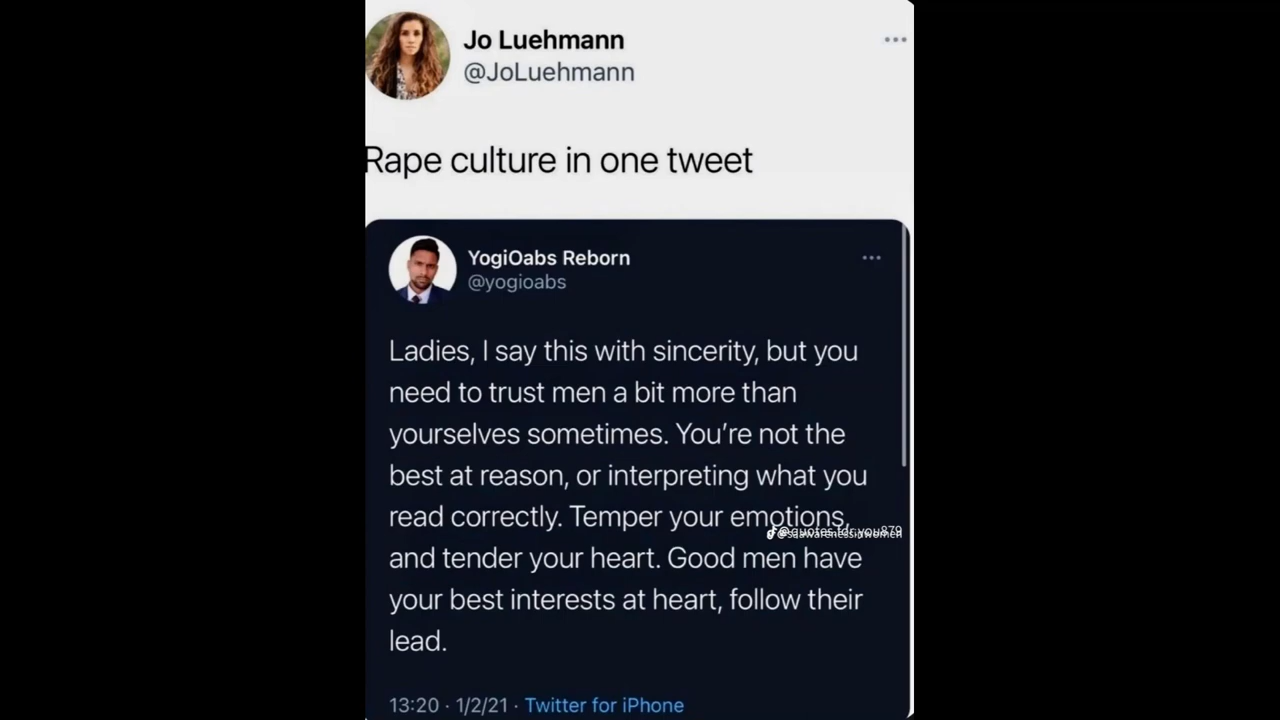 Jo Luehmann
@JoLuehmann
Rape culture in one tweet
YogiOabs Reborn
@yogioabs
Ladies, I say this with sincerity, but you
need to trust men a bit more than
yourselves sometimes. You’re not the
best at reason, or interpreting what you
read correctly. Temper your emotions,
and tender your heart. Good men have
your best interests at heart, follow their
lead.
@quotes.for.you879
13:20 · 1/2/21 · Twitter for iPhone